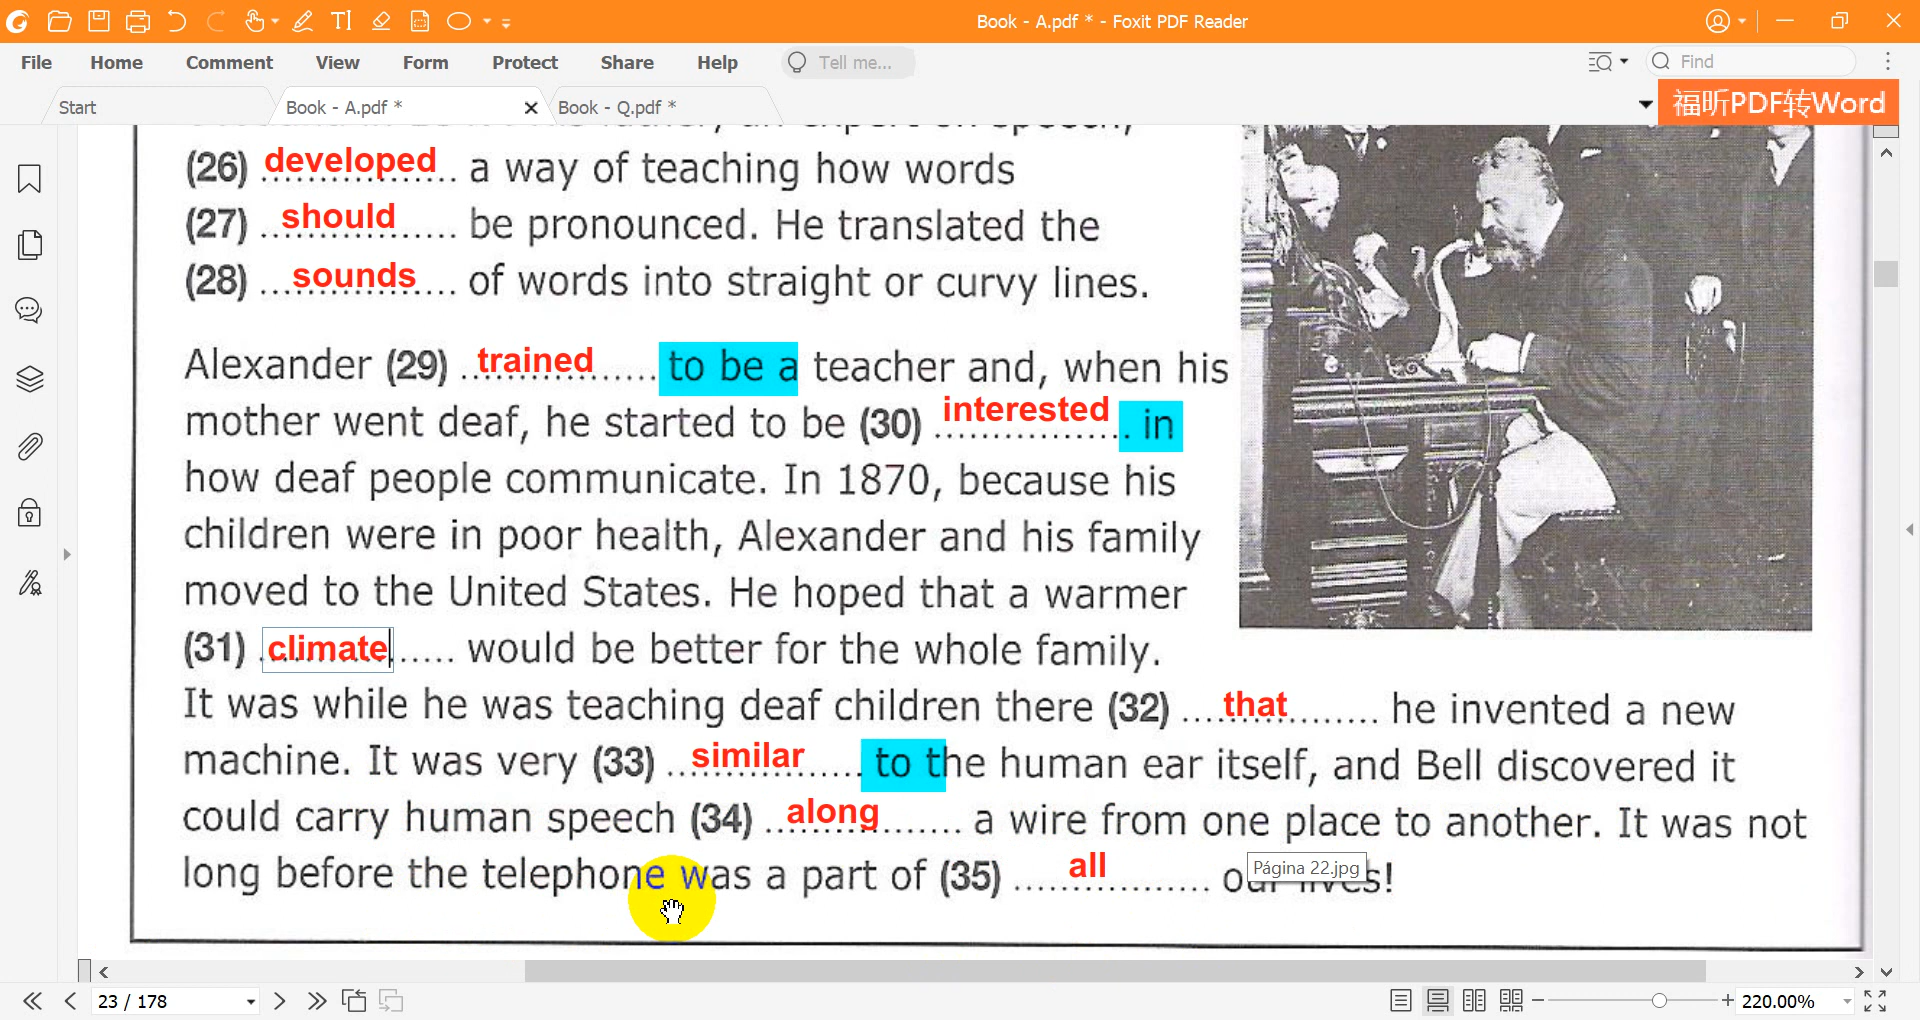 Book - A.pdf * - Foxit PDF Reader
File Home Comment View Form Protect Share Help Tell me... Find
Start Book - A.pdf * Book - Q.pdf * 福昕PDF转Word
(26) developed a way of teaching how words
(27) should be pronounced. He translated the
(28) sounds of words into straight or curvy lines.
Alexander (29) trained to be a teacher and, when his
mother went deaf, he started to be (30) interested in
how deaf people communicate. In 1870, because his
children were in poor health, Alexander and his family
moved to the United States. He hoped that a warmer
(31) climate would be better for the whole family.
It was while he was teaching deaf children there (32) that he invented a new
machine. It was very (33) similar to the human ear itself, and Bell discovered it
could carry human speech (34) along a wire from one place to another. It was not
long before the telephone was a part of (35) all our lives!
Página 22.jpg
23 / 178 220.00%